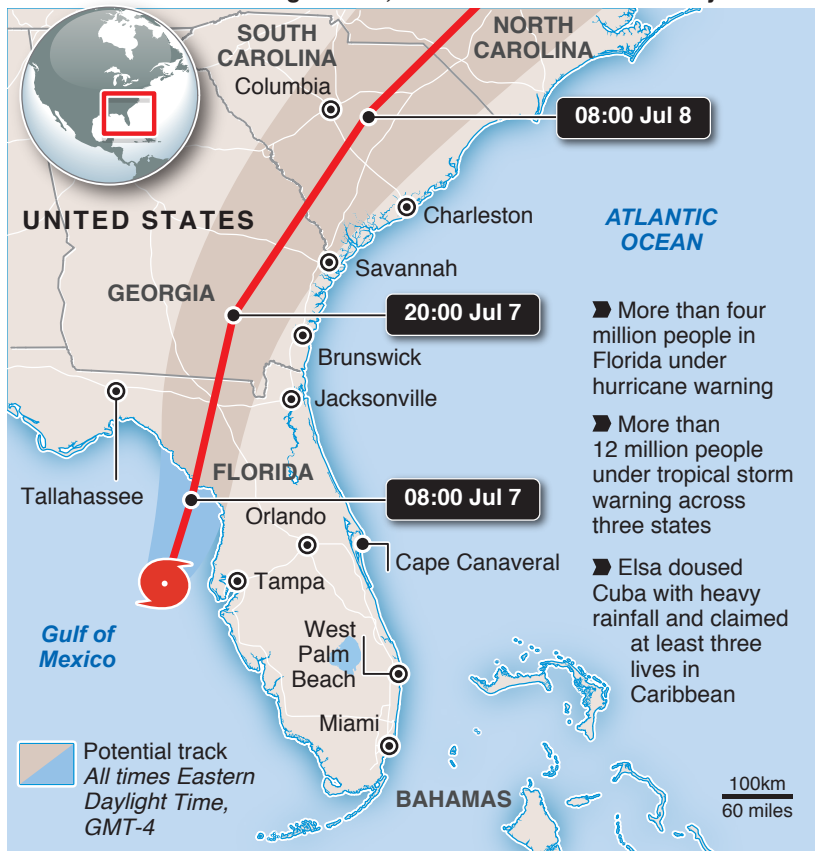 SOUTH
CAROLINA
Columbia
NORTH
CAROLINA
08:00 Jul 8
UNITED STATES
Charleston
ATLANTIC
OCEAN
Savannah
GEORGIA
20:00 Jul 7
Brunswick
Jacksonville
More than four
million people in
Florida under
hurricane warning
More than
12 million people
under tropical storm
warning across
three states
Elsa doused
Cuba with heavy
rainfall and claimed
at least three
lives in
Caribbean
Tallahassee
FLORIDA
08:00 Jul 7
Orlando
Cape Canaveral
Tampa
Gulf of
Mexico
West
Palm
Beach
Miami
Potential track
All times Eastern
Daylight Time,
GMT-4
BAHAMAS
100km
60 miles